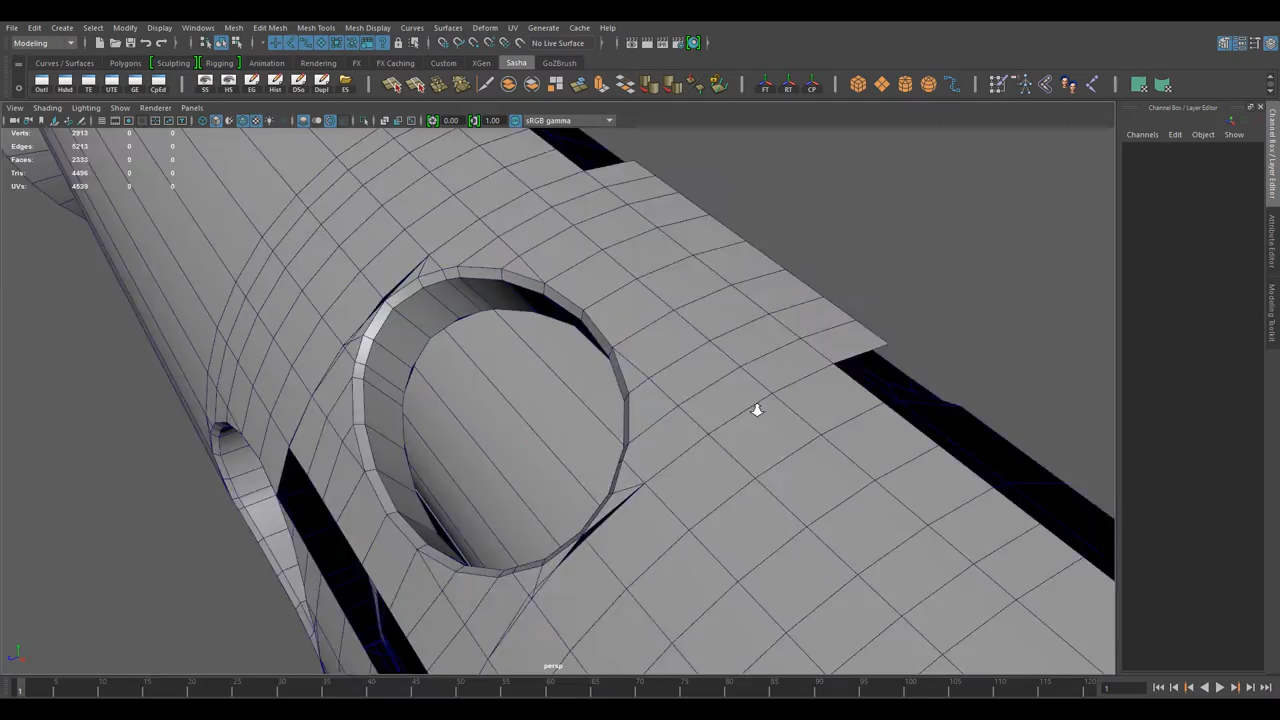 File Edit Create Select Modify Display Windows Mesh Edit Mesh Mesh Tools Mesh Display Curves Surfaces Deform UV Generate Cache Help
Modeling No Live Surface
Curves / Surfaces Polygons Sculpting Rigging Animation Rendering FX FX Caching Custom XGen Sasha GoZBrush
Outl Hshd TE UTE GE CpEd SS HS EG Hist DSo Dupl ES FT RT CP
View Shading Lighting Show Renderer Panels
0.00 1.00 sRGB gamma
Channel Box / Layer Editor
Channels Edit Object Show
Verts: 2913 0 0
Edges: 5213 0 0
Faces: 2333 0 0
Tris: 4496 0 0
UVs: 4539 0 0
Channel Box / Layer Editor
Attribute Editor
Modeling Toolkit
persp
5 10 15 20 25 30 35 40 45 50 55 60 65 70 75 80 85 90 95 100 105 110 115 120
1 1